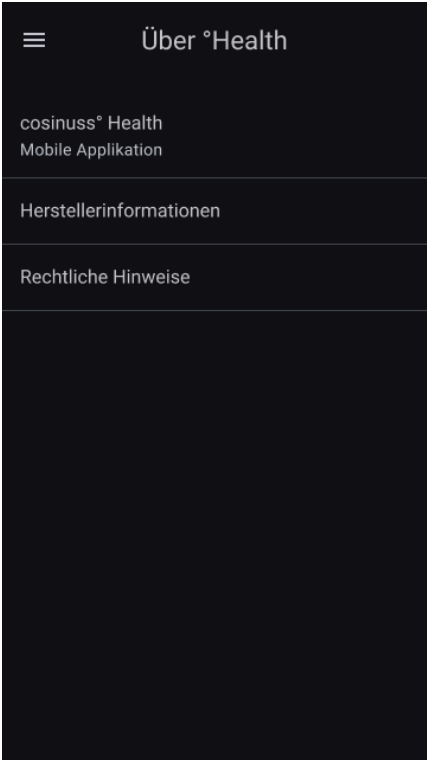 Über °Health
cosinuss° Health
Mobile Applikation
Herstellerinformationen
Rechtliche Hinweise